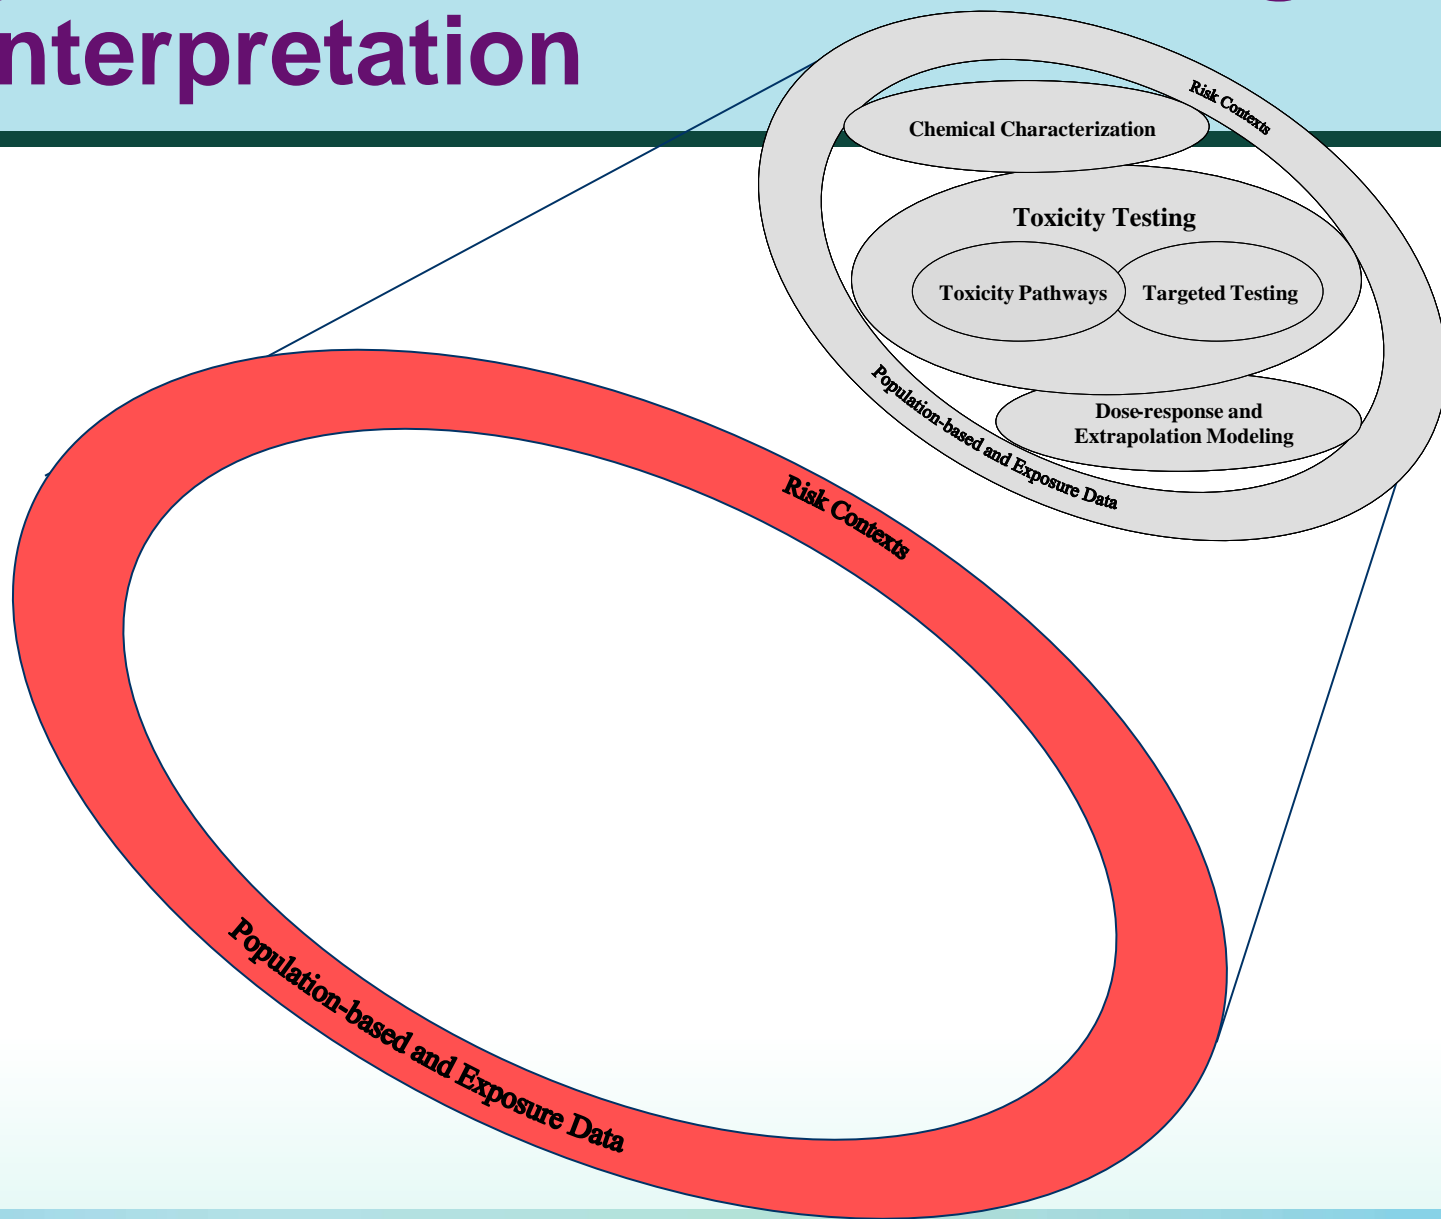 nterpretation
Risk Contexts
Chemical Characterization
Toxicity Testing
Toxicity Pathways
Targeted Testing
Dose-response and
Extrapolation Modeling
Population-based and Exposure Data
Risk Contexts
Population-based and Exposure Data